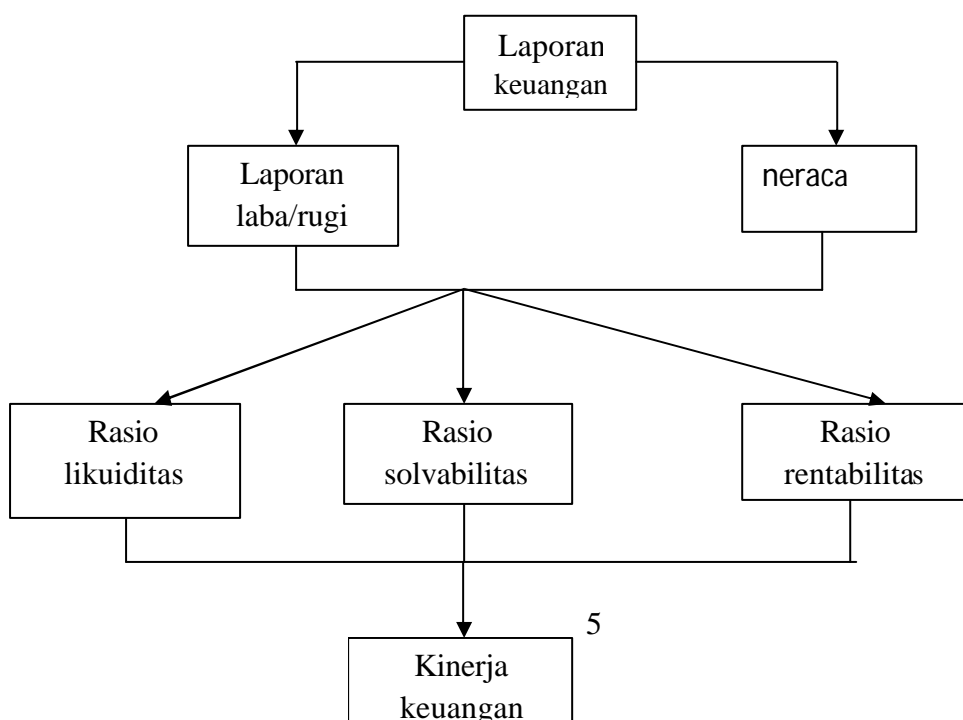 Laporan
keuangan
Laporan
laba/rugi
neraca
Rasio
likuiditas
Rasio
solvabilitas
Rasio
rentabilitas
5
Kinerja
keuangan